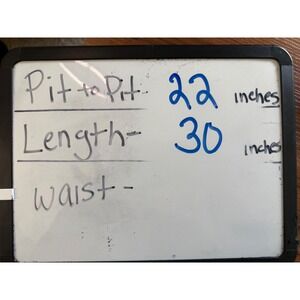 Pit to Pit- 22 inches
Length- 30 inches
Waist-